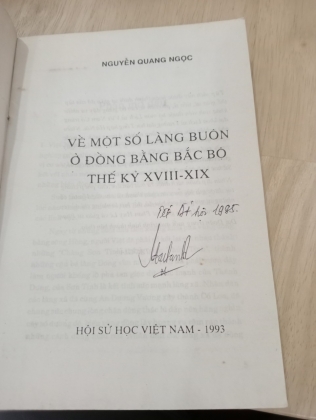 NGUYỄN QUANG NGỌC
VỀ MỘT SỐ LÀNG BUÔN
Ở ĐỒNG BẰNG BẮC BỘ
THẾ KỶ XVIII-XIX
1995.
HỘI SỬ HỌC VIỆT NAM - 1993